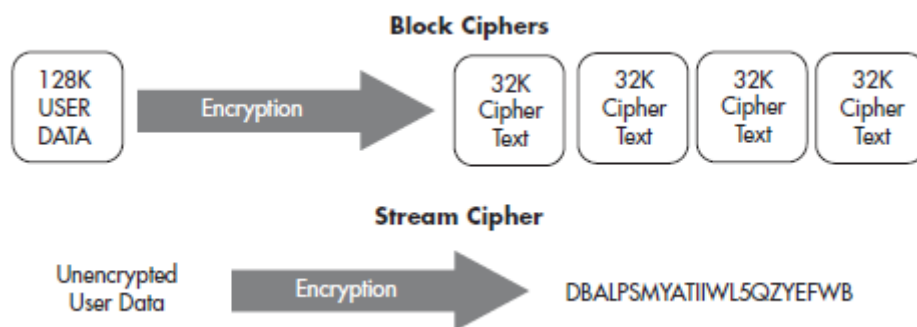 Block Ciphers
128K
USER
DATA
Encryption
32K
Cipher
Text
32K
Cipher
Text
32K
Cipher
Text
32K
Cipher
Text
Stream Cipher
Unencrypted
User Data
Encryption
DBALPSMYATIIWL5QZYEFWB